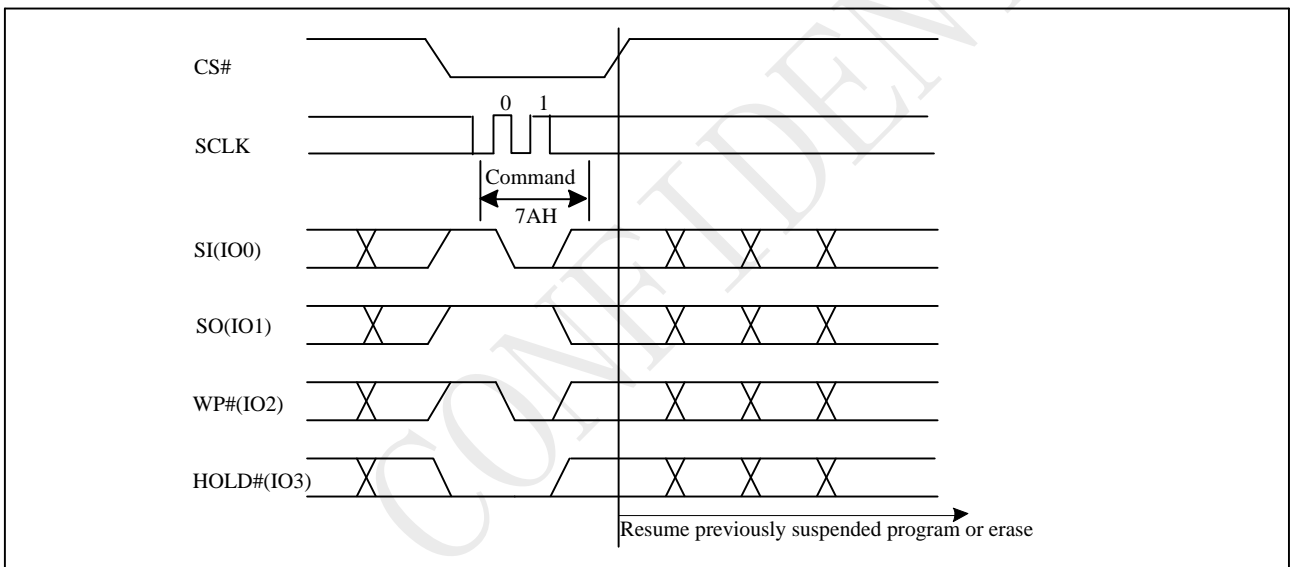 CS#
0 1
SCLK
Command
7AH
SI(IO0)
SO(IO1)
WP#(IO2)
HOLD#(IO3)
Resume previously suspended program or erase
CONFIDEN